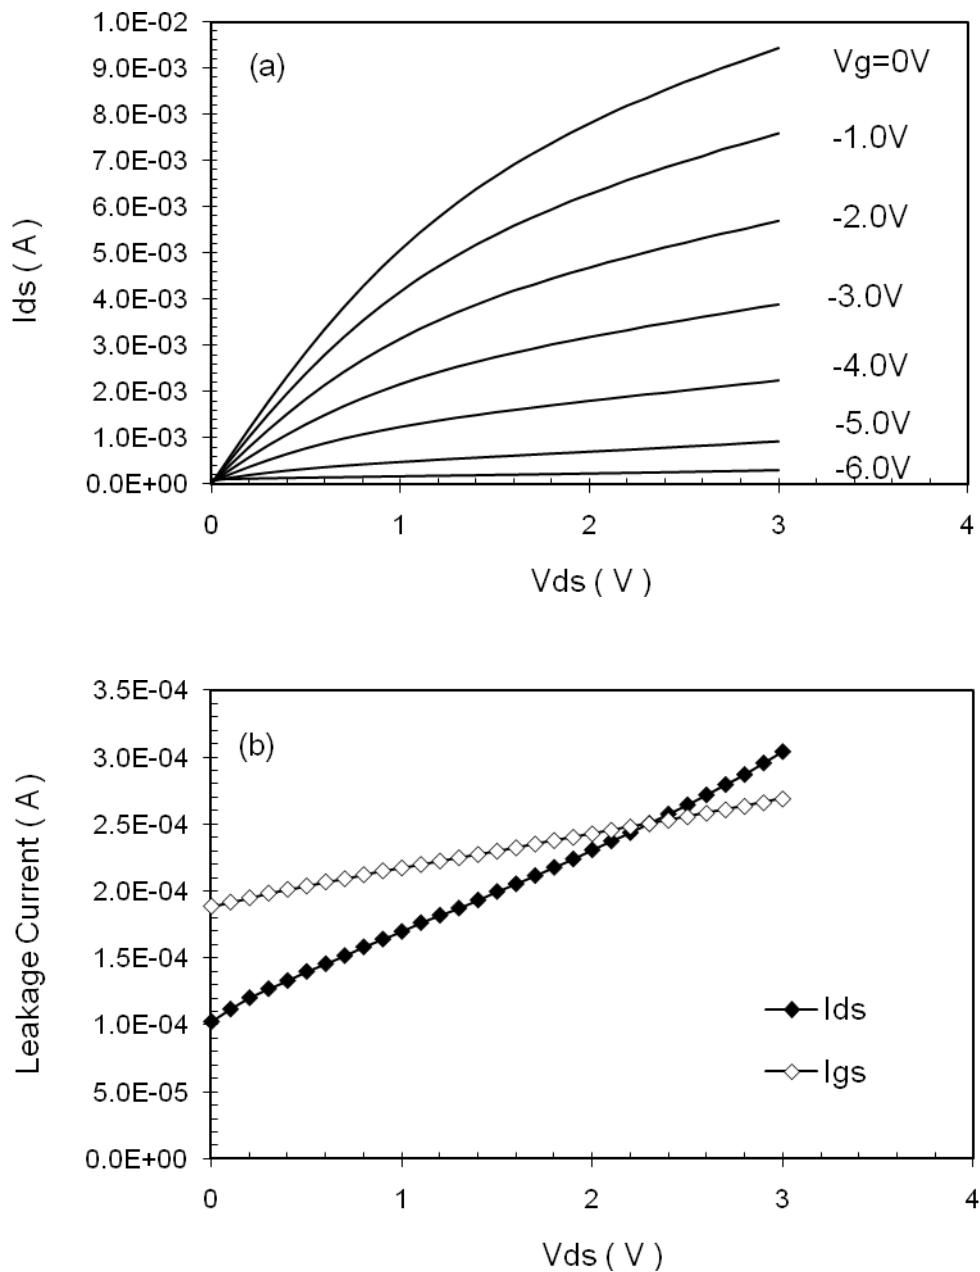 1.0E-02
9.0E-03
8.0E-03
7.0E-03
6.0E-03
5.0E-03
4.0E-03
3.0E-03
2.0E-03
1.0E-03
0.0E+00
Ids ( A )
(a)
Vg=0V
-1.0V
-2.0V
-3.0V
-4.0V
-5.0V
-6.0V
0 1 2 3 4
Vds ( V )
3.5E-04
3.0E-04
2.5E-04
2.0E-04
1.5E-04
1.0E-04
5.0E-05
0.0E+00
Leakage Current ( A )
(b)
Ids
Igs
0 1 2 3 4
Vds ( V )